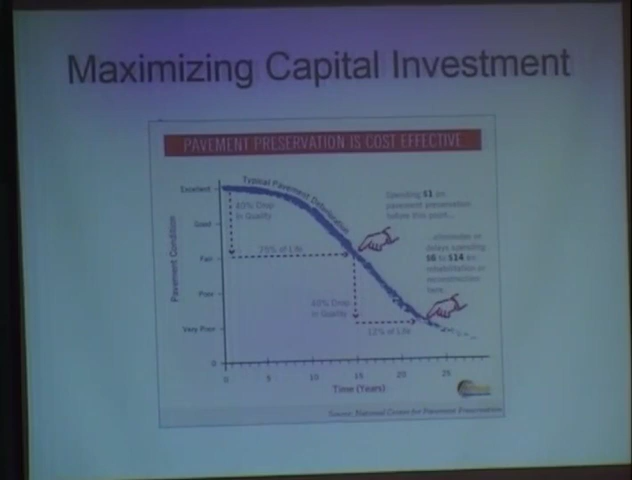 Maximizing Capital Investment
PAVEMENT PRESERVATION IS COST EFFECTIVE
Typical Pavement Deterioration
Excellent
Good
Fair
Poor
Very Poor
0
Pavement Condition
40% Drop
in Quality
75% of Life
40% Drop
in Quality
12% of Life
Spending $1 on
pavement preservation
before this point...
...eliminates or
delays spending
$6 to $14 on
rehabilitation or
reconstruction
here.
0 5 10 15 20 25
Time (Years)
Source: National Center for Pavement Preservation